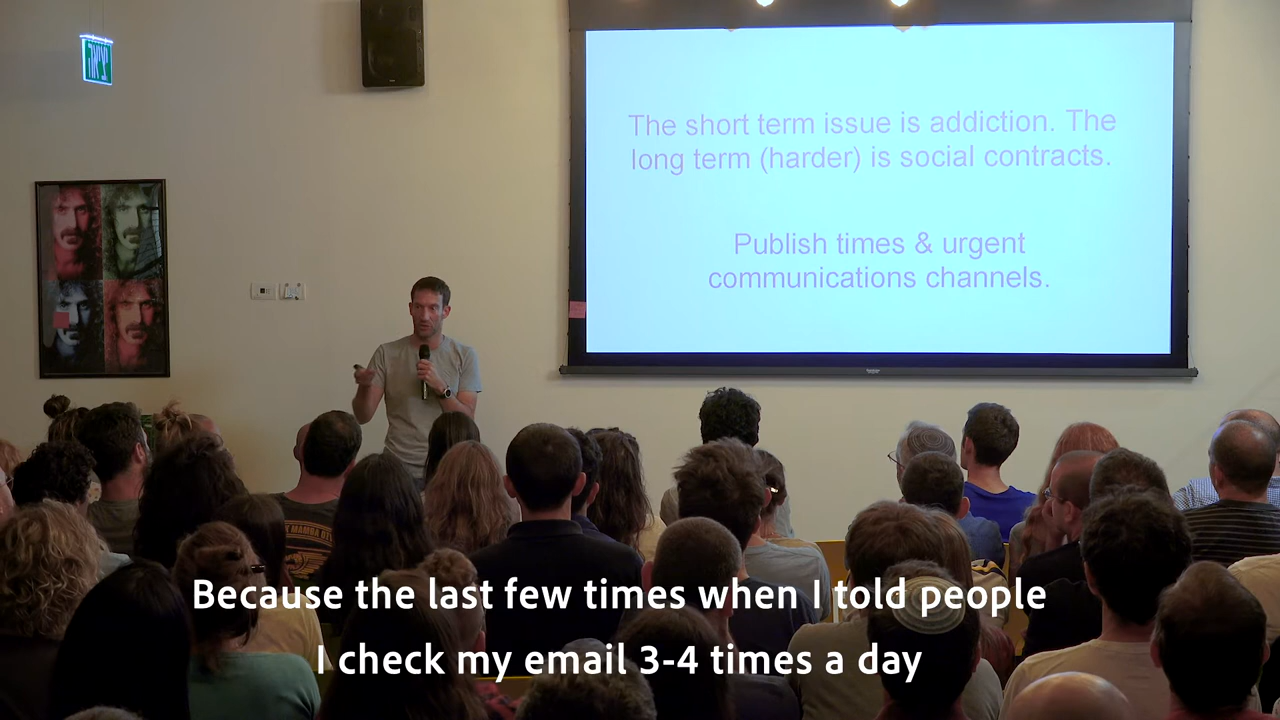 The short term issue is addiction. The
long term (harder) is social contracts.
Publish times & urgent
communications channels.
Because the last few times when I told people
I check my email 3-4 times a day